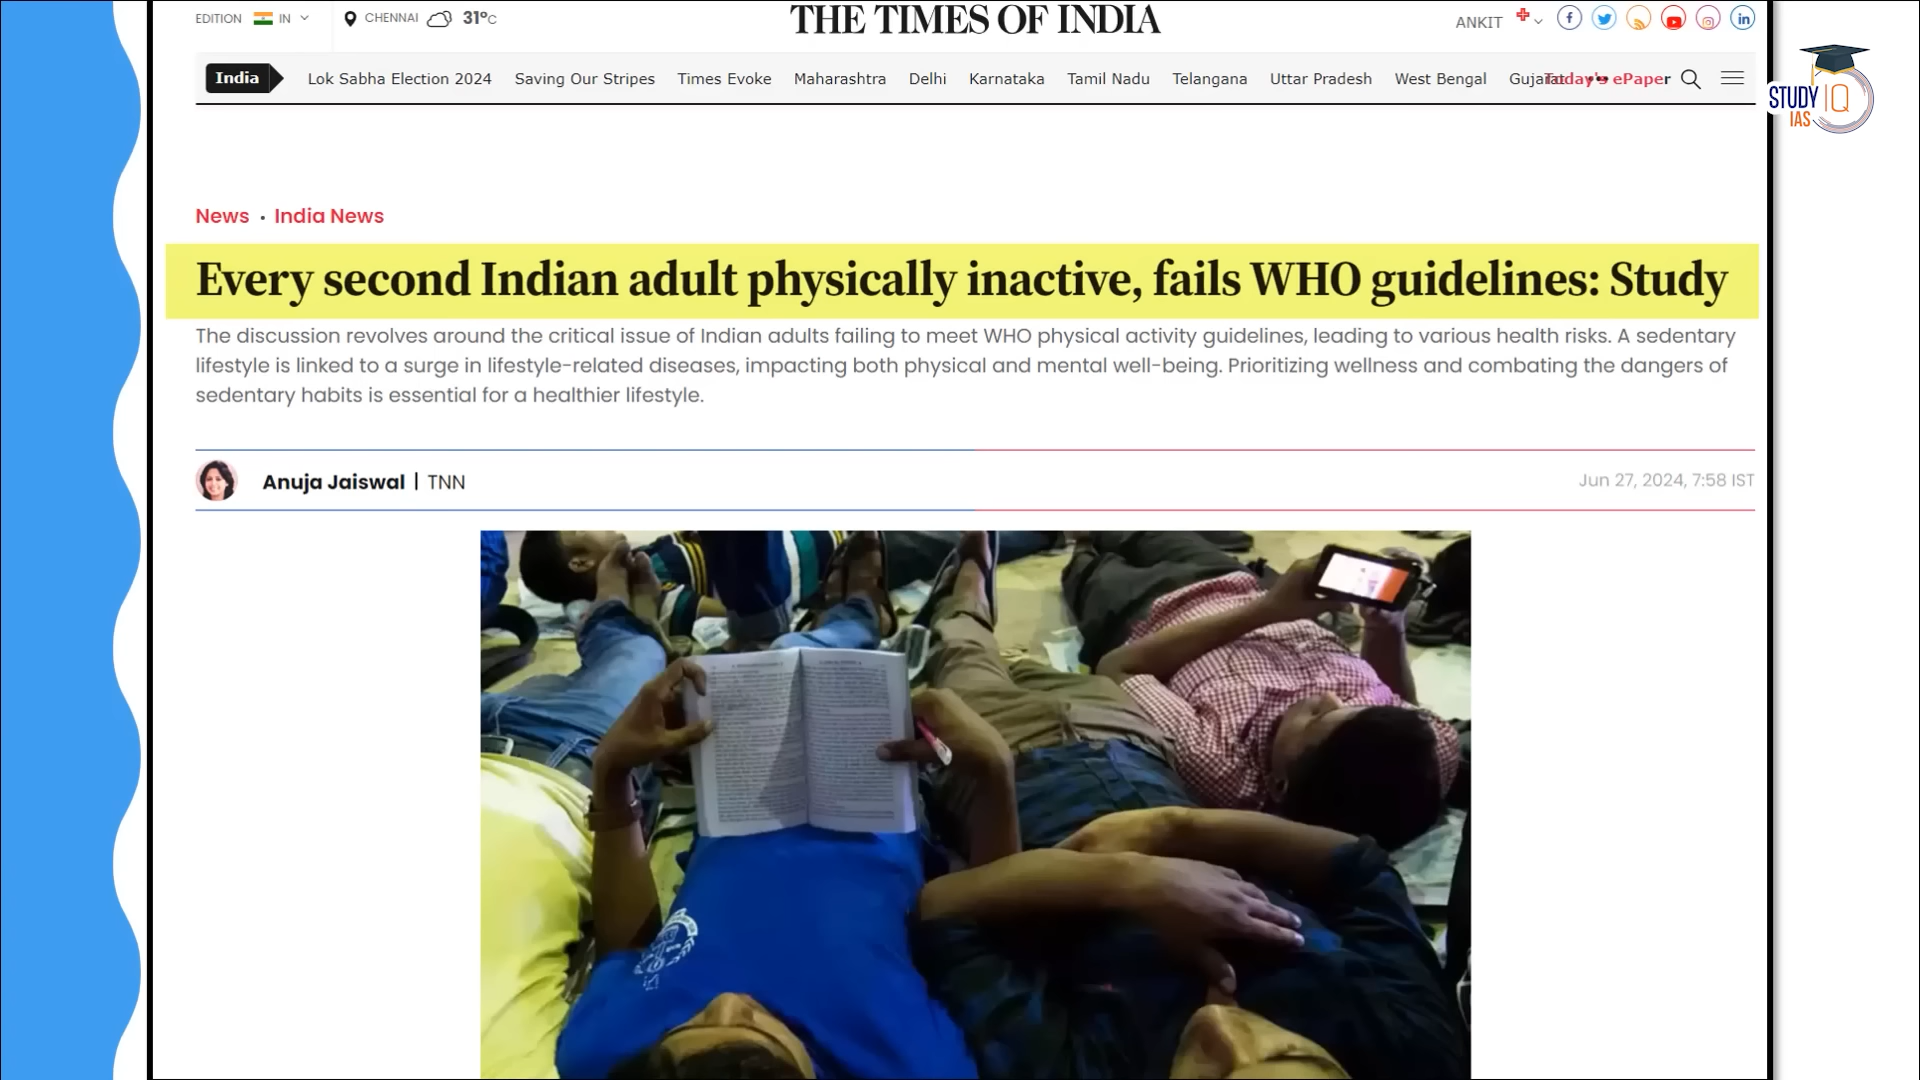 EDITION IN
CHENNAI 31°C
THE TIMES OF INDIA
ANKIT
India Lok Sabha Election 2024 Saving Our Stripes Times Evoke Maharashtra Delhi Karnataka Tamil Nadu Telangana Uttar Pradesh West Bengal Today's ePaper
STUDY IQ
IAS
News • India News
Every second Indian adult physically inactive, fails WHO guidelines: Study
The discussion revolves around the critical issue of Indian adults failing to meet WHO physical activity guidelines, leading to various health risks. A sedentary
lifestyle is linked to a surge in lifestyle-related diseases, impacting both physical and mental well-being. Prioritizing wellness and combating the dangers of
sedentary habits is essential for a healthier lifestyle.
Anuja Jaiswal | TNN
Jun 27, 2024, 7:58 IST